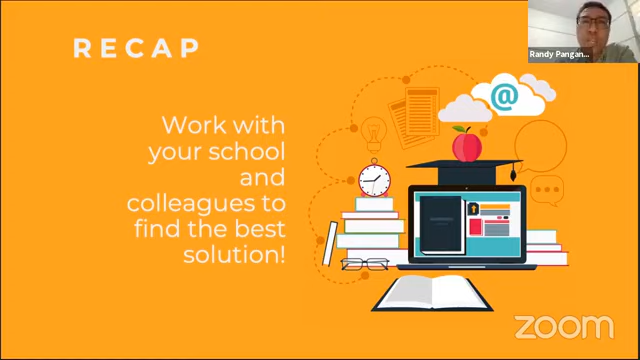 RECAP
Randy Pangan...
Work with
your school
and
colleagues to
find the best
solution!
@
zoom